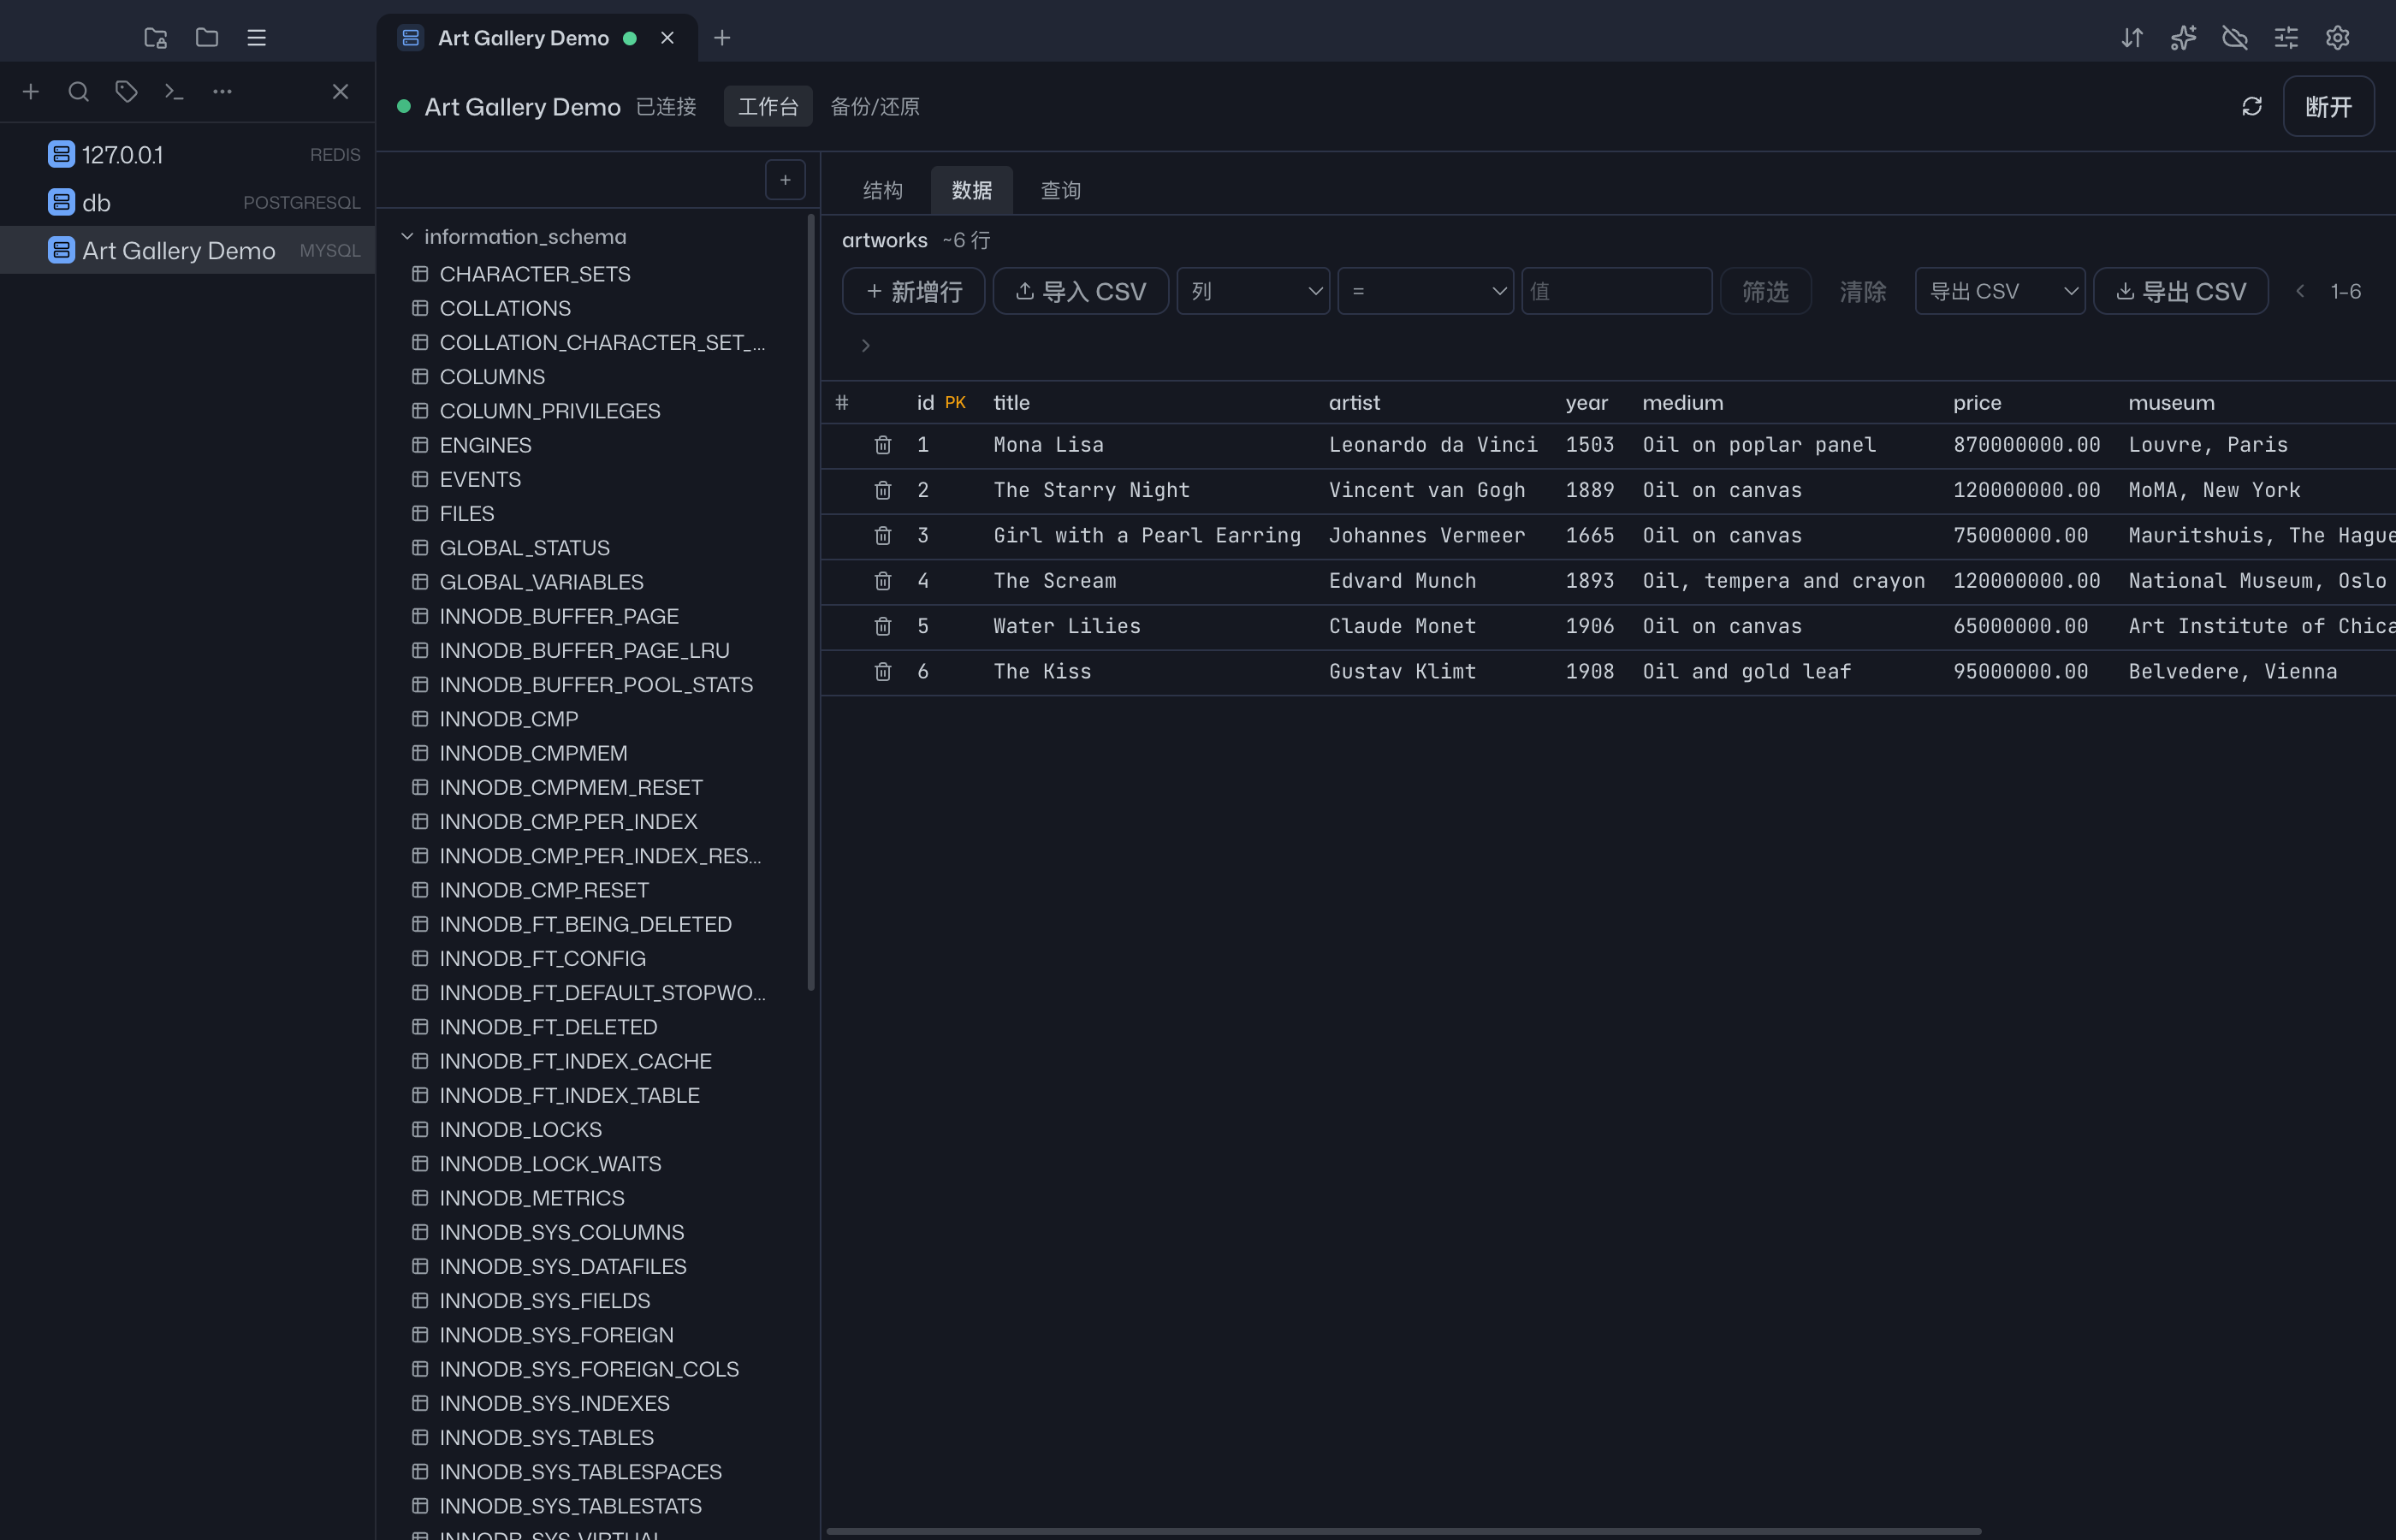 Art Gallery Demo
127.0.0.1 REDIS
db POSTGRESQL
Art Gallery Demo MYSQL
Art Gallery Demo 已连接 工作台 备份/还原 断开
information_schema
CHARACTER_SETS
COLLATIONS
COLLATION_CHARACTER_SET_...
COLUMNS
COLUMN_PRIVILEGES
ENGINES
EVENTS
FILES
GLOBAL_STATUS
GLOBAL_VARIABLES
INNODB_BUFFER_PAGE
INNODB_BUFFER_PAGE_LRU
INNODB_BUFFER_POOL_STATS
INNODB_CMP
INNODB_CMPMEM
INNODB_CMPMEM_RESET
INNODB_CMP_PER_INDEX
INNODB_CMP_PER_INDEX_RES...
INNODB_CMP_RESET
INNODB_FT_BEING_DELETED
INNODB_FT_CONFIG
INNODB_FT_DEFAULT_STOPWO...
INNODB_FT_DELETED
INNODB_FT_INDEX_CACHE
INNODB_FT_INDEX_TABLE
INNODB_LOCKS
INNODB_LOCK_WAITS
INNODB_METRICS
INNODB_SYS_COLUMNS
INNODB_SYS_DATAFILES
INNODB_SYS_FIELDS
INNODB_SYS_FOREIGN
INNODB_SYS_FOREIGN_COLS
INNODB_SYS_INDEXES
INNODB_SYS_TABLES
INNODB_SYS_TABLESPACES
INNODB_SYS_TABLESTATS
INNODB_SYS_VIRTUAL
结构 数据 查询
artworks ~6 行
新增行 导入 CSV 列 = 值 筛选 清除 导出 CSV 导出 CSV 1–6
# id PK title artist year medium price museum
1 Mona Lisa Leonardo da Vinci 1503 Oil on poplar panel 870000000.00 Louvre, Paris
2 The Starry Night Vincent van Gogh 1889 Oil on canvas 120000000.00 MoMA, New York
3 Girl with a Pearl Earring Johannes Vermeer 1665 Oil on canvas 75000000.00 Mauritshuis, The Hague
4 The Scream Edvard Munch 1893 Oil, tempera and crayon 120000000.00 National Museum, Oslo
5 Water Lilies Claude Monet 1906 Oil on canvas 65000000.00 Art Institute of Chica
6 The Kiss Gustav Klimt 1908 Oil and gold leaf 95000000.00 Belvedere, Vienna